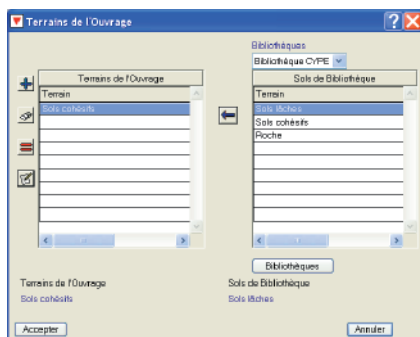 Terrains de l'Ouvrage
Bibliothèques
Bibliothèque CYPE
Terrains de l'Ouvrage
Sols de Bibliothèque
Terrain
Terrain
Sols cohésifs
Sols lâches
Sols cohésifs
Roche
Bibliothèques
Terrains de l'Ouvrage
Sols de Bibliothèque
Sols cohésifs
Sols lâches
Accepter
Annuler